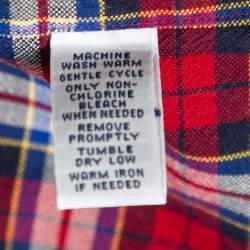 MACHINE
WASH WARM
GENTLE CYCLE
ONLY NON-
CHLORINE
BLEACH
WHEN NEEDED
REMOVE
PROMPTLY
TUMBLE
DRY LOW
WARM IRON
IF NEEDED